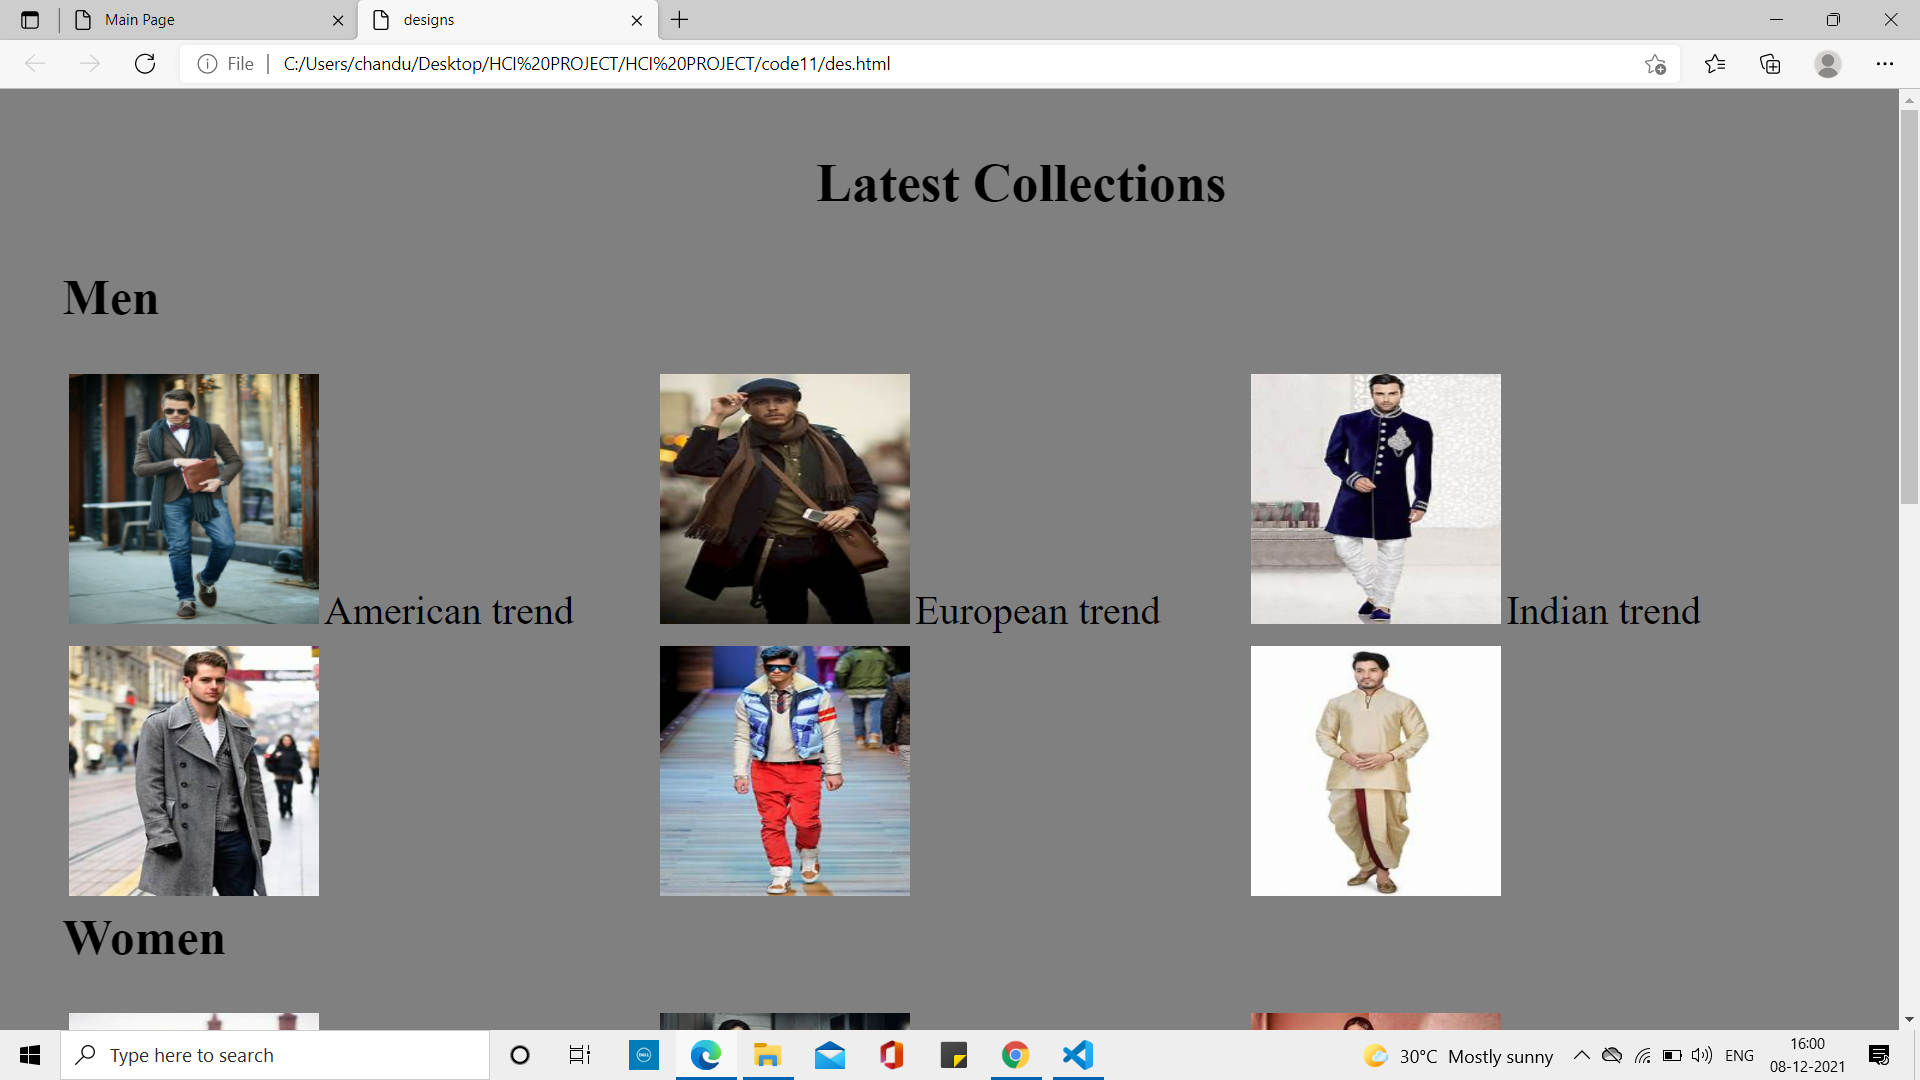 Main Page
designs
File
C:/Users/chandu/Desktop/HCI%20PROJECT/HCI%20PROJECT/code11/des.html
Latest Collections
Men
American trend
European trend
Indian trend
Women
Type here to search
DELL
30°C Mostly sunny
ENG
16:00
08-12-2021